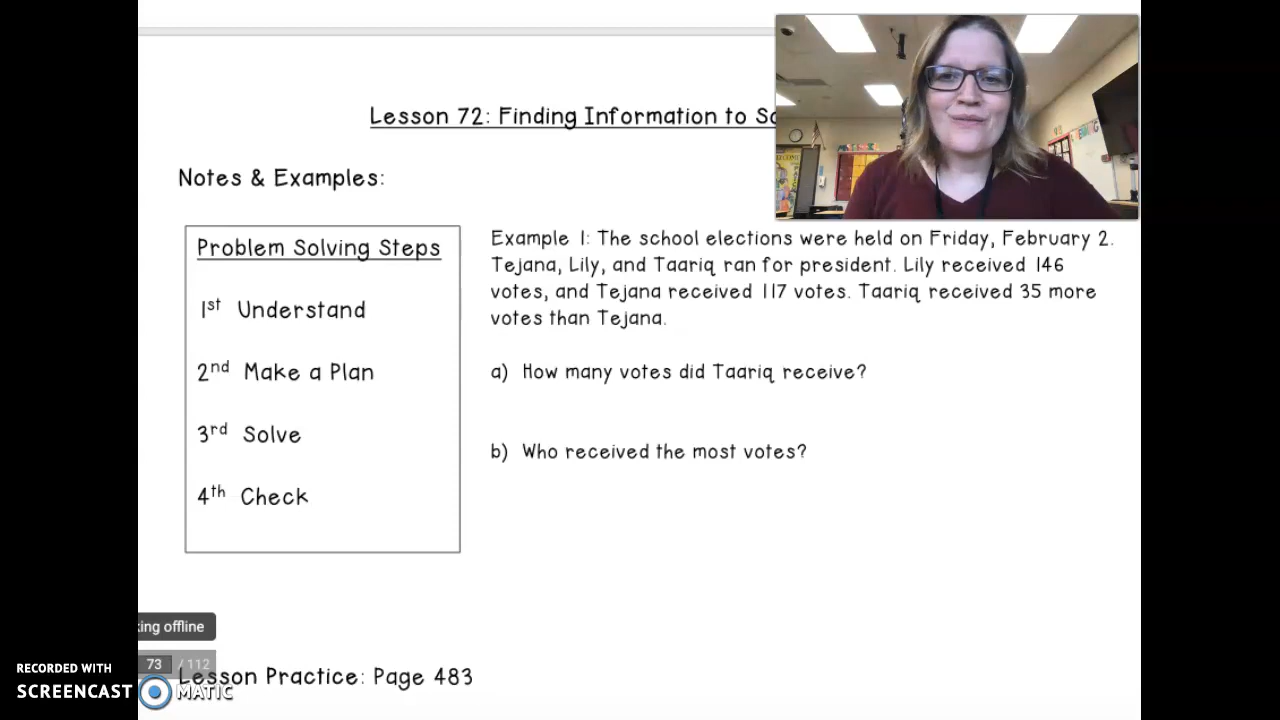 Lesson 72: Finding Information to
Notes & Examples:
Problem Solving Steps
1st Understand
2nd Make a Plan
3rd Solve
4th Check
Example 1: The school elections were held on Friday, February 2.
Tejana, Lily, and Taariq ran for president. Lily received 146
votes, and Tejana received 117 votes. Taariq received 35 more
votes than Tejana.
a) How many votes did Taariq receive?
b) Who received the most votes?
offline
73 / 112
Lesson Practice: Page 483
RECORDED WITH
SCREENCAST MATIC